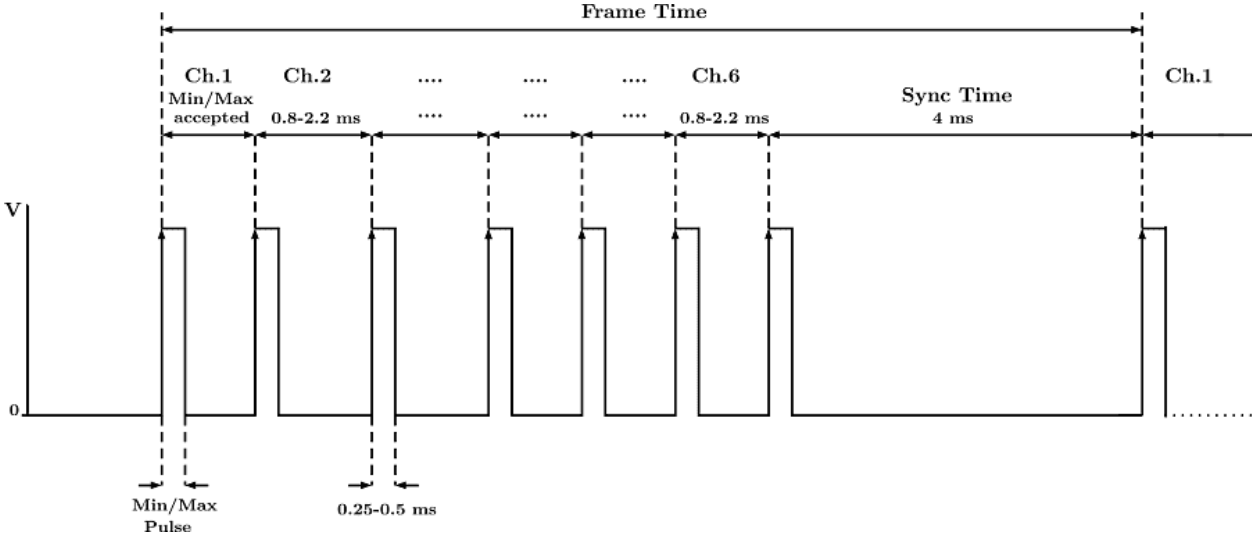 Frame Time
Ch.1 Ch.2 .... .... .... Ch.6 Ch.1
Min/Max
accepted 0.8-2.2 ms .... .... .... 0.8-2.2 ms
Sync Time
4 ms
V
0
Min/Max
Pulse
0.25-0.5 ms